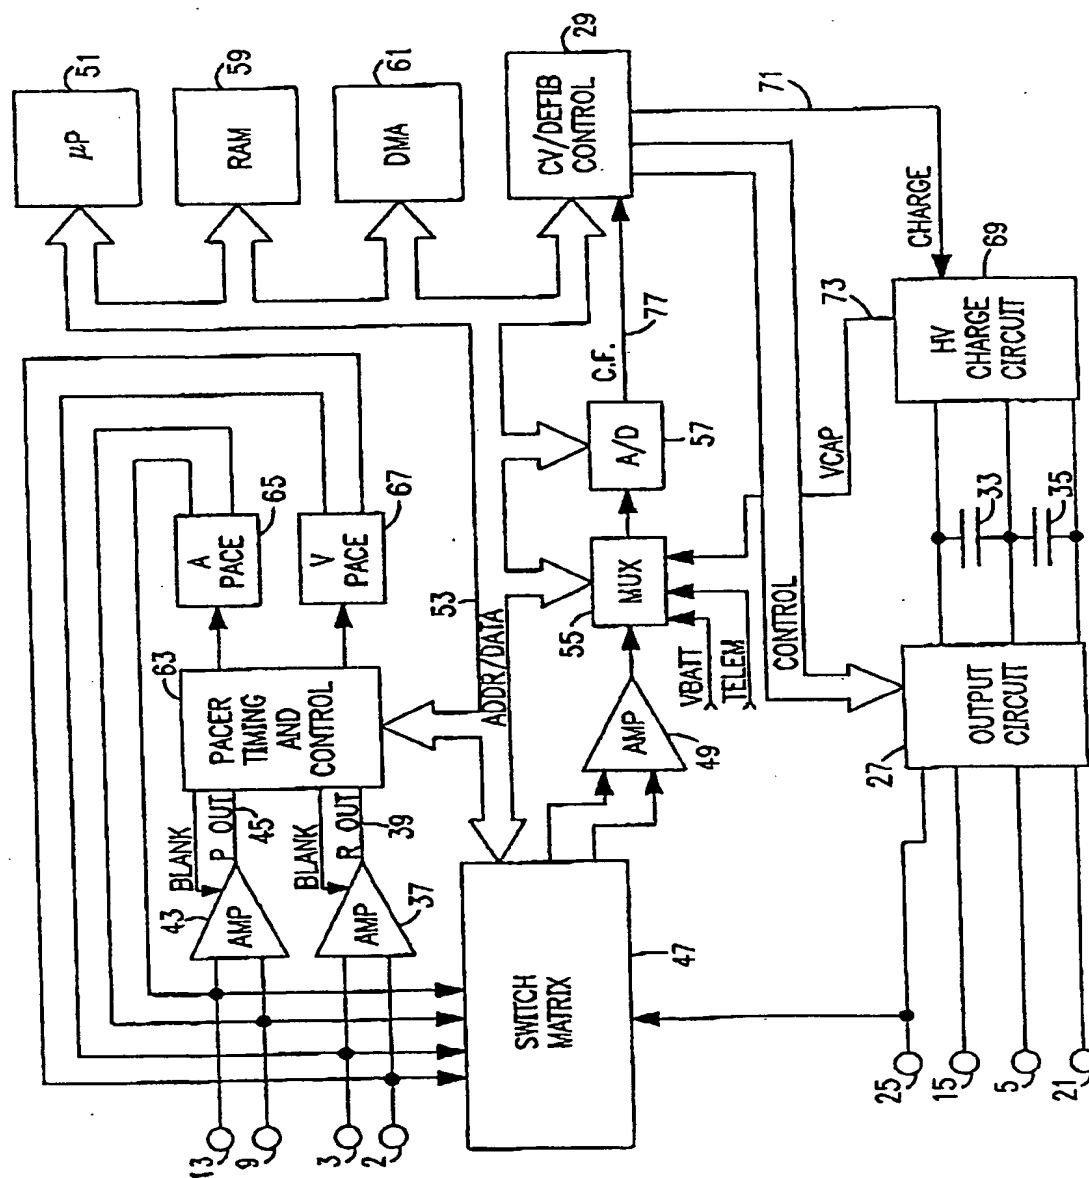 51
µP
59
RAM
61
DMA
29
CV/DEFIB
CONTROL
71
CHARGE
69
73
HV
CHARGE
CIRCUIT
77
C.F.
57
A/D
VCAP
33
35
65
A
PACE
67
V
PACE
53
ADDR/DATA
55
MUX
VBATT
TELEM
CONTROL
63
PACER
TIMING
AND
CONTROL
BLANK
P OUT
45
BLANK
R OUT
39
43
AMP
37
AMP
AMP
49
27
OUTPUT
CIRCUIT
47
SWITCH
MATRIX
13
9
3
2
25
15
5
21